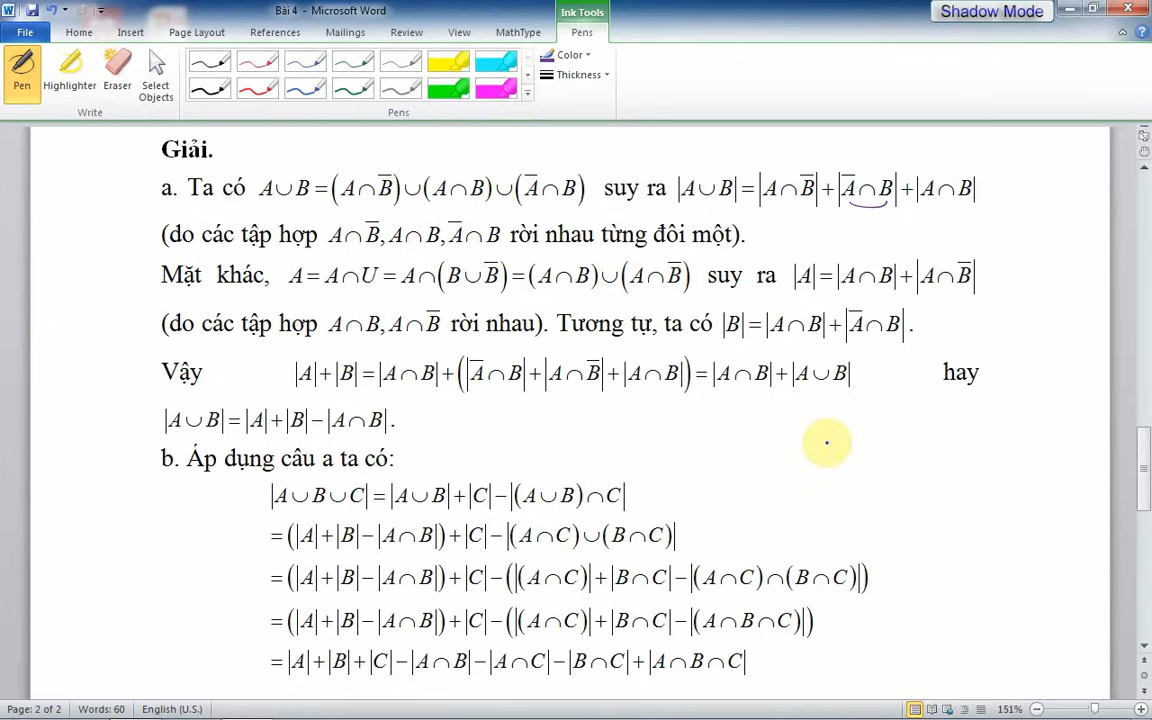 Bài 4 - Microsoft Word
Ink Tools
Shadow Mode
File Home Insert Page Layout References Mailings Review View MathType Pens
Pen Highlighter Eraser Select Objects
Color
Thickness
Write Pens
Giải.
a. Ta có A∪B=(A∩B̅)∪(A∩B)∪(A̅∩B) suy ra |A∪B|=|A∩B̅|+|A̅∩B|+|A∩B|
(do các tập hợp A∩B̅, A∩B, A̅∩B rời nhau từng đôi một).
Mặt khác, A=A∩U=A∩(B∪B̅)=(A∩B)∪(A∩B̅) suy ra |A|=|A∩B|+|A∩B̅|
(do các tập hợp A∩B, A∩B̅ rời nhau). Tương tự, ta có |B|=|A∩B|+|A̅∩B|.
Vậy |A|+|B|=|A∩B|+(|A̅∩B|+|A∩B̅|+|A∩B|)=|A∩B|+|A∪B| hay
|A∪B|=|A|+|B|−|A∩B|.
b. Áp dụng câu a ta có:
|A∪B∪C|=|A∪B|+|C|−|(A∪B)∩C|
=(|A|+|B|−|A∩B|)+|C|−|(A∩C)∪(B∩C)|
=(|A|+|B|−|A∩B|)+|C|−(|(A∩C)|+|B∩C|−|(A∩C)∩(B∩C)|)
=(|A|+|B|−|A∩B|)+|C|−(|(A∩C)|+|B∩C|−|(A∩B∩C)|)
=|A|+|B|+|C|−|A∩B|−|A∩C|−|B∩C|+|A∩B∩C|
Page: 2 of 2 Words: 60 English (U.S.) 151%